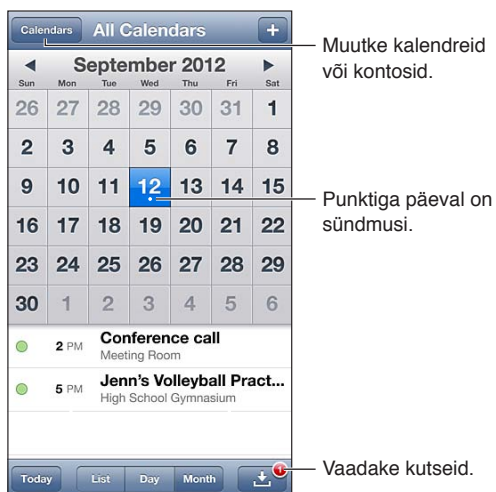 Calendars All Calendars +
Muutke kalendreid
või kontosid.
September 2012
Sun Mon Tue Wed Thu Fri Sat
26 27 28 29 30 31 1
2 3 4 5 6 7 8
9 10 11 12 13 14 15
Punktiga päeval on
sündmusi.
16 17 18 19 20 21 22
23 24 25 26 27 28 29
30 1 2 3 4 5 6
2 PM Conference call
Meeting Room
5 PM Jenn's Volleyball Pract...
High School Gymnasium
Today List Day Month 1
Vaadake kutseid.